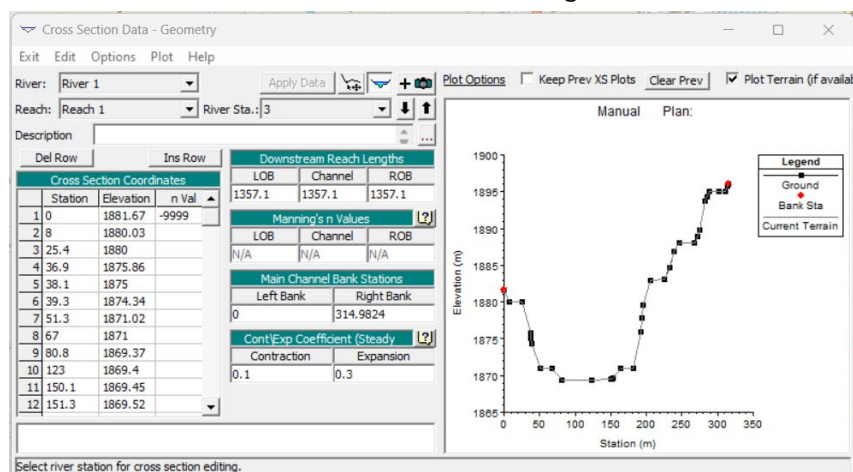 Cross Section Data - Geometry
Exit Edit Options Plot Help
River: River 1 Apply Data
Reach: Reach 1 River Sta.: 3
Description ...
Del Row Ins Row
Cross Section Coordinates
Station Elevation n Val
1 0 1881.67 -9999
2 8 1880.03
3 25.4 1880
4 36.9 1875.86
5 38.1 1875
6 39.3 1874.34
7 51.3 1871.02
8 67 1871
9 80.8 1869.37
10 123 1869.4
11 150.1 1869.45
12 151.3 1869.52
Downstream Reach Lengths
LOB Channel ROB
1357.1 1357.1 1357.1
Manning's n Values ?
LOB Channel ROB
N/A N/A N/A
Main Channel Bank Stations
Left Bank Right Bank
0 314.9824
Cont\Exp Coefficient (Steady ?
Contraction Expansion
0.1 0.3
Plot Options Keep Prev XS Plots Clear Prev Plot Terrain (if availab
Manual Plan:
Elevation (m)
1900
1895
1890
1885
1880
1875
1870
1865
0 50 100 150 200 250 300 350
Station (m)
Legend
Ground
Bank Sta
Current Terrain
Select river station for cross section editing.